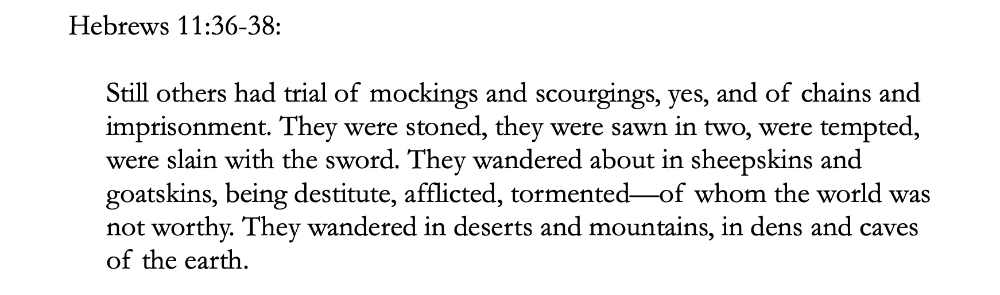 Hebrews 11:36-38:
Still others had trial of mockings and scourgings, yes, and of chains and
imprisonment. They were stoned, they were sawn in two, were tempted,
were slain with the sword. They wandered about in sheepskins and
goatskins, being destitute, afflicted, tormented—of whom the world was
not worthy. They wandered in deserts and mountains, in dens and caves
of the earth.